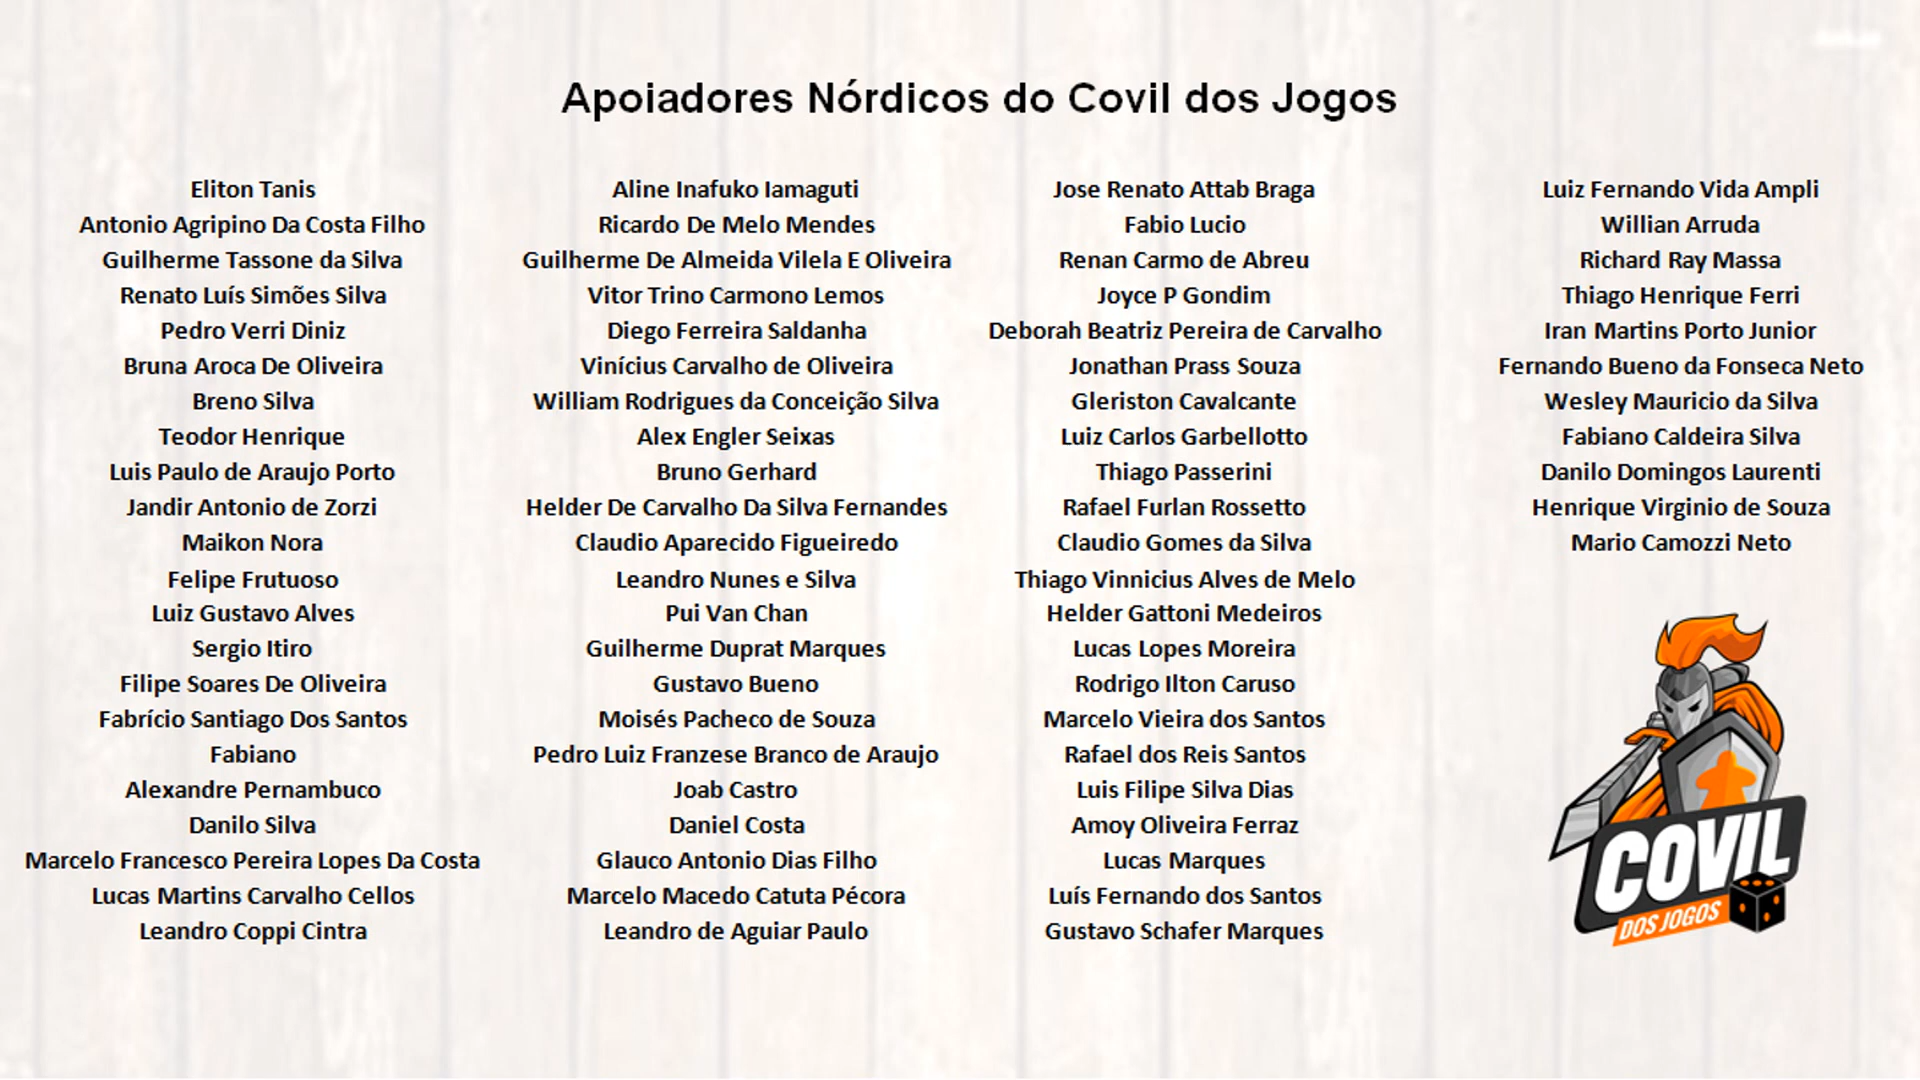 Apoiadores Nórdicos do Covil dos Jogos
Eliton Tanis
Antonio Agripino Da Costa Filho
Guilherme Tassone da Silva
Renato Luís Simões Silva
Pedro Verri Diniz
Bruna Aroca De Oliveira
Breno Silva
Teodor Henrique
Luis Paulo de Araujo Porto
Jandir Antonio de Zorzi
Maikon Nora
Felipe Frutuoso
Luiz Gustavo Alves
Sergio Itiro
Filipe Soares De Oliveira
Fabrício Santiago Dos Santos
Fabiano
Alexandre Pernambuco
Danilo Silva
Marcelo Francesco Pereira Lopes Da Costa
Lucas Martins Carvalho Cellos
Leandro Coppi Cintra
Aline Inafuko Iamaguti
Ricardo De Melo Mendes
Guilherme De Almeida Vilela E Oliveira
Vitor Trino Carmono Lemos
Diego Ferreira Saldanha
Vinícius Carvalho de Oliveira
William Rodrigues da Conceição Silva
Alex Engler Seixas
Bruno Gerhard
Helder De Carvalho Da Silva Fernandes
Claudio Aparecido Figueiredo
Leandro Nunes e Silva
Pui Van Chan
Guilherme Duprat Marques
Gustavo Bueno
Moisés Pacheco de Souza
Pedro Luiz Franzese Branco de Araujo
Joab Castro
Daniel Costa
Glauco Antonio Dias Filho
Marcelo Macedo Catuta Pécora
Leandro de Aguiar Paulo
Jose Renato Attab Braga
Fabio Lucio
Renan Carmo de Abreu
Joyce P Gondim
Deborah Beatriz Pereira de Carvalho
Jonathan Prass Souza
Gleriston Cavalcante
Luiz Carlos Garbellotto
Thiago Passerini
Rafael Furlan Rossetto
Claudio Gomes da Silva
Thiago Vinnicius Alves de Melo
Helder Gattoni Medeiros
Lucas Lopes Moreira
Rodrigo Ilton Caruso
Marcelo Vieira dos Santos
Rafael dos Reis Santos
Luis Filipe Silva Dias
Amoy Oliveira Ferraz
Lucas Marques
Luís Fernando dos Santos
Gustavo Schafer Marques
Luiz Fernando Vida Ampli
Willian Arruda
Richard Ray Massa
Thiago Henrique Ferri
Iran Martins Porto Junior
Fernando Bueno da Fonseca Neto
Wesley Mauricio da Silva
Fabiano Caldeira Silva
Danilo Domingos Laurenti
Henrique Virginio de Souza
Mario Camozzi Neto
COVIL
DOS JOGOS